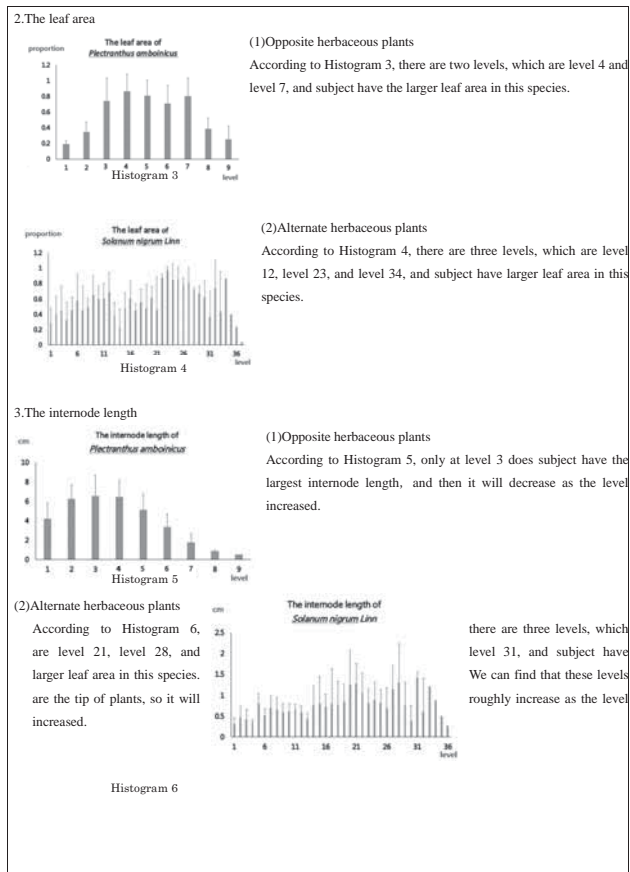 2.The leaf area
proportion
The leaf area of
Plectranthus amboinicus
1.2
1
0.8
0.6
0.4
0.2
0
1 2 3 4 5 6 7 8 9
level
Histogram 3
(1)Opposite herbaceous plants
According to Histogram 3, there are two levels, which are level 4 and
level 7, and subject have the larger leaf area in this species.
proportion
The leaf area of
Solanum nigrum Linn
1.2
1
0.8
0.6
0.4
0.2
0
1 6 11 16 21 26 31 36
level
Histogram 4
(2)Alternate herbaceous plants
According to Histogram 4, there are three levels, which are level
12, level 23, and level 34, and subject have larger leaf area in this
species.
3.The internode length
cm
The internode length of
Plectranthus amboinicus
10
8
6
4
2
0
1 2 3 4 5 6 7 8 9
level
Histogram 5
(1)Opposite herbaceous plants
According to Histogram 5, only at level 3 does subject have the
largest internode length, and then it will decrease as the level
increased.
(2)Alternate herbaceous plants
According to Histogram 6, there are three levels, which
are level 21, level 28, and level 31, and subject have
larger leaf area in this species. We can find that these levels
are the tip of plants, so it will roughly increase as the level
increased.
cm
The internode length of
Solanum nigrum Linn
2.5
2
1.5
1
0.5
0
1 6 11 16 21 26 31 36
level
Histogram 6